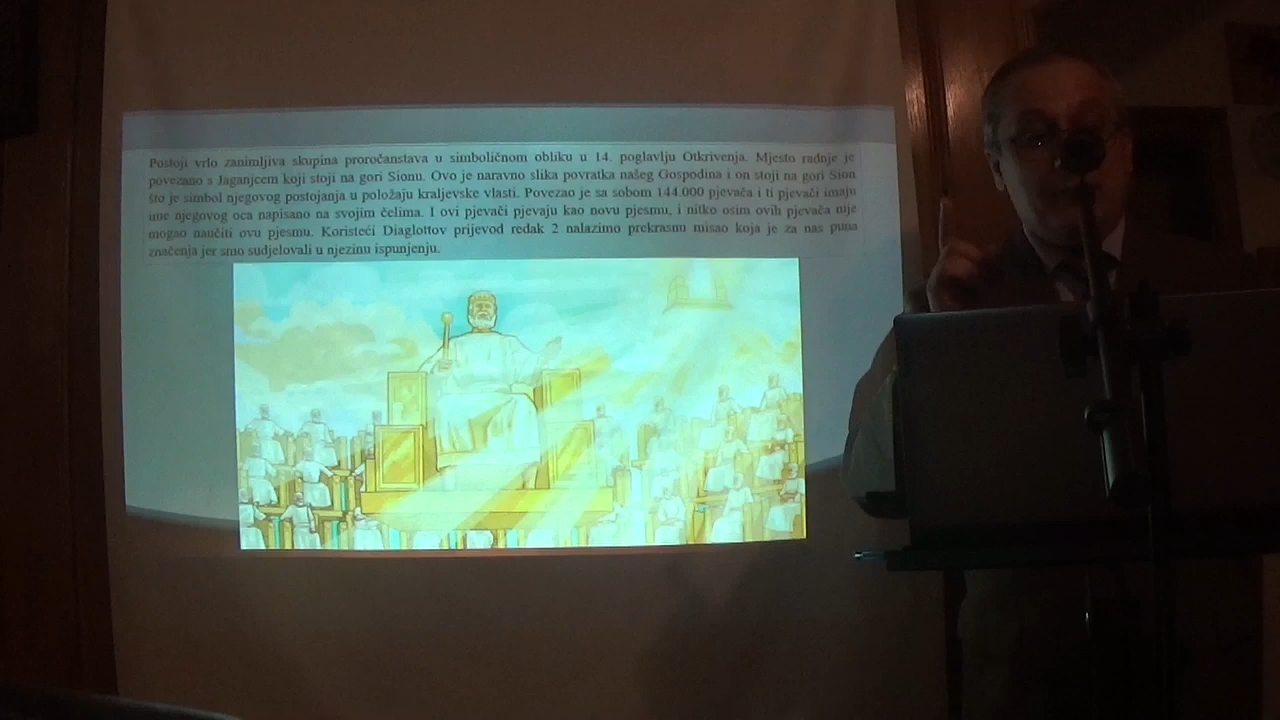 Postoji vrlo zanimljiva skupina proročanstava u simboličnom obliku u 14. poglavlju Otkrivenja. Mjesto radnje je
povezano s Jaganjcem koji stoji na gori Sionu. Ovo je naravno slika povratka našeg Gospodina i on stoji na gori Sion
što je simbol njegovog postojanja u položaju kraljevske vlasti. Povezao je sa sobom 144.000 pjevača i ti pjevači imaju
ime njegovog oca napisano na svojim čelima. I ovi pjevači pjevaju kao novu pjesmu, i nitko osim ovih pjevača nije
mogao naučiti ovu pjesmu. Koristeći Diaglottov prijevod redak 2 nalazimo prekrasnu misao koja je za nas puna
značenja jer smo sudjelovali u njezinu ispunjenju.